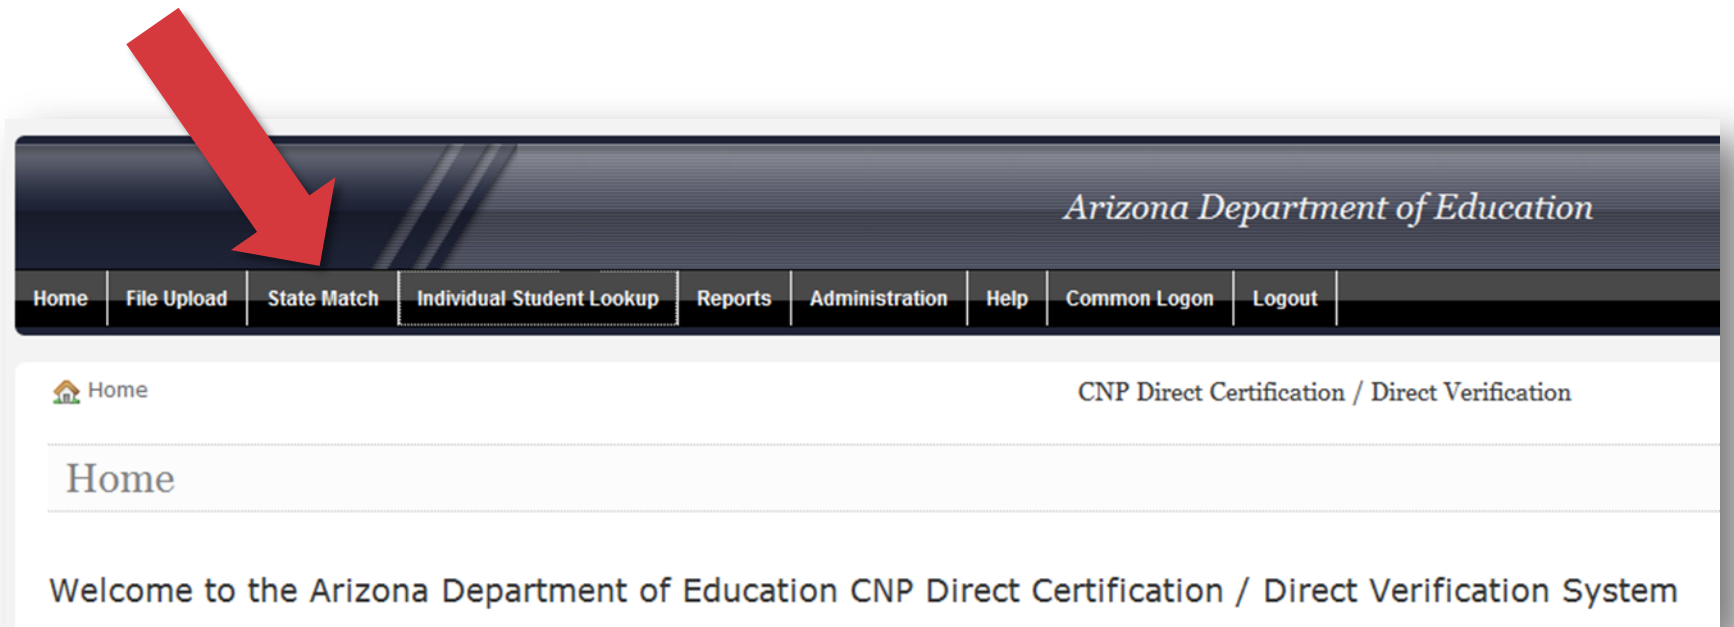 Arizona Department of Education
Home File Upload State Match Individual Student Lookup Reports Administration Help Common Logon Logout
Home CNP Direct Certification / Direct Verification
Home
Welcome to the Arizona Department of Education CNP Direct Certification / Direct Verification System